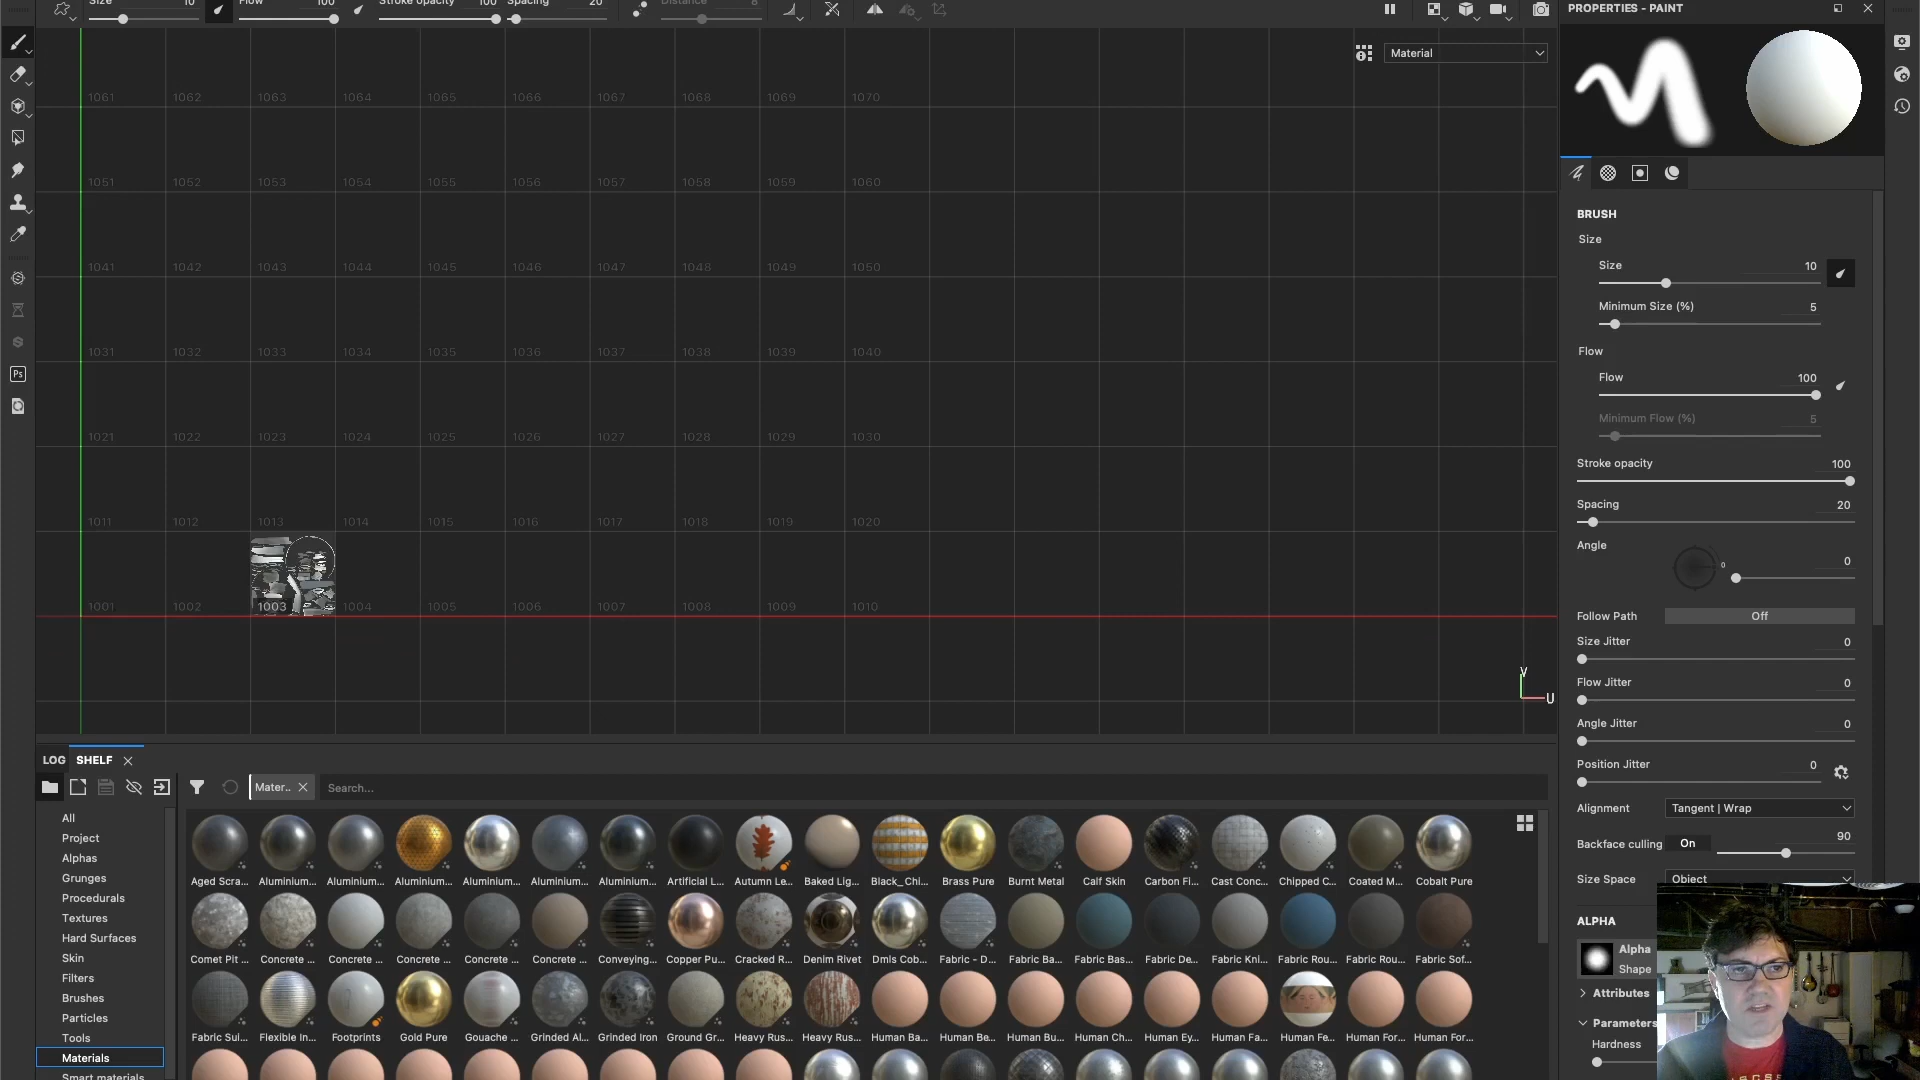 Size 10 Flow 100 Stroke opacity 100 Spacing 20 Distance 8
PROPERTIES - PAINT
Material
1061 1062 1063 1064 1065 1066 1067 1068 1069 1070
1051 1052 1053 1054 1055 1056 1057 1058 1059 1060
1041 1042 1043 1044 1045 1046 1047 1048 1049 1050
1031 1032 1033 1034 1035 1036 1037 1038 1039 1040
1021 1022 1023 1024 1025 1026 1027 1028 1029 1030
1011 1012 1013 1014 1015 1016 1017 1018 1019 1020
1001 1002 1003 1004 1005 1006 1007 1008 1009 1010
V
U
Ps
BRUSH
Size
Size 10
Minimum Size (%) 5
Flow
Flow 100
Minimum Flow (%) 5
Stroke opacity 100
Spacing 20
Angle
0 0
Follow Path Off
Size Jitter 0
Flow Jitter 0
Angle Jitter 0
Position Jitter 0
Alignment Tangent | Wrap
Backface culling On 90
Size Space Object
ALPHA
Alpha
Shape
Attributes
Parameters
Hardness
LOG SHELF
Mater.. Search...
All
Project
Alphas
Grunges
Procedurals
Textures
Hard Surfaces
Skin
Filters
Brushes
Particles
Tools
Materials
Smart materials
Aged Scra... Aluminium... Aluminium... Aluminium... Aluminium... Aluminium... Aluminium... Artificial L... Autumn Le... Baked Lig... Black_ Chi... Brass Pure Burnt Metal Calf Skin Carbon Fi... Cast Conc... Chipped C... Coated M... Cobalt Pure
Comet Pit ... Concrete ... Concrete ... Concrete ... Concrete ... Concrete ... Conveying... Copper Pu... Cracked R... Denim Rivet Dmls Cob... Fabric - D... Fabric Ba... Fabric Bas... Fabric De... Fabric Kni... Fabric Rou... Fabric Rou... Fabric Sof...
Fabric Sui... Flexible In... Footprints Gold Pure Gouache ... Grinded Al... Grinded Iron Ground Gr... Heavy Rus... Heavy Rus... Human Ba... Human Be... Human Bu... Human Ch... Human Ey... Human Fa... Human Fe... Human For... Human For...